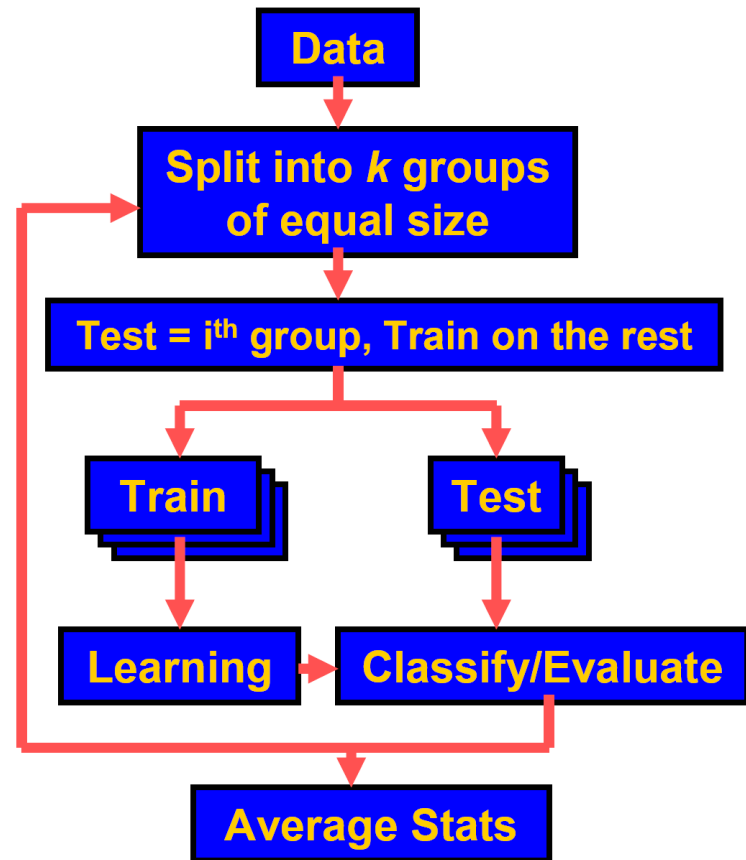 Data
Split into k groups
of equal size
Test = iᵗʰ group, Train on the rest
Train
Test
Learning
Classify/Evaluate
Average Stats